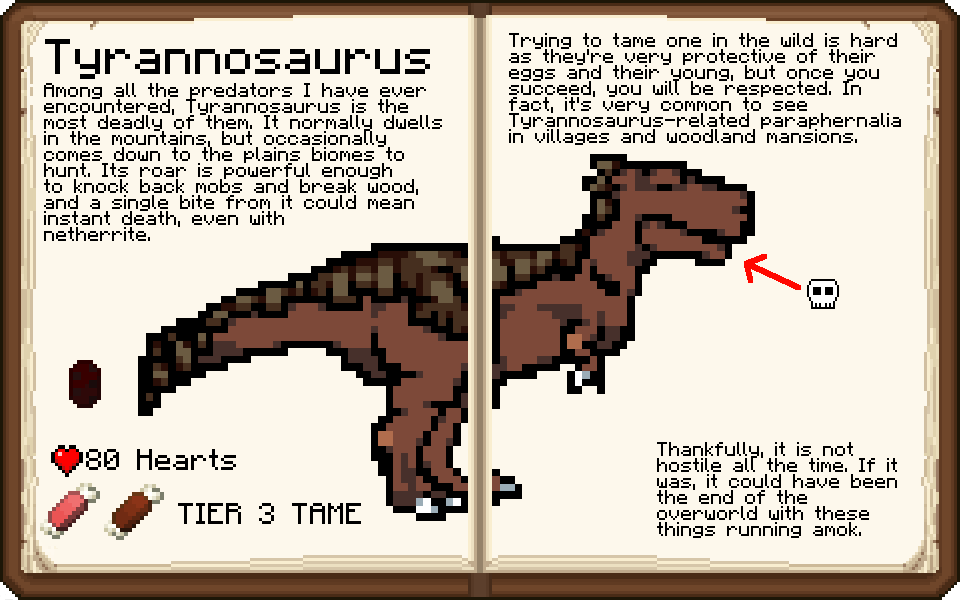 Tyrannosaurus
Among all the predators I have ever
encountered, Tyrannosaurus is the
most deadly of them. It normally dwells
in the mountains, but occasionally
comes down to the plains biomes to
hunt. Its roar is powerful enough
to knock back mobs and break wood,
and a single bite from it could mean
instant death, even with
netherrite.
80 Hearts
TIER 3 TAME
Trying to tame one in the wild is hard
as they're very protective of their
eggs and their young, but once you
succeed, you will be respected. In
fact, it's very common to see
Tyrannosaurus-related paraphernalia
in villages and woodland mansions.
Thankfully, it is not
hostile all the time. If it
was, it could have been
the end of the
overworld with these
things running amok.